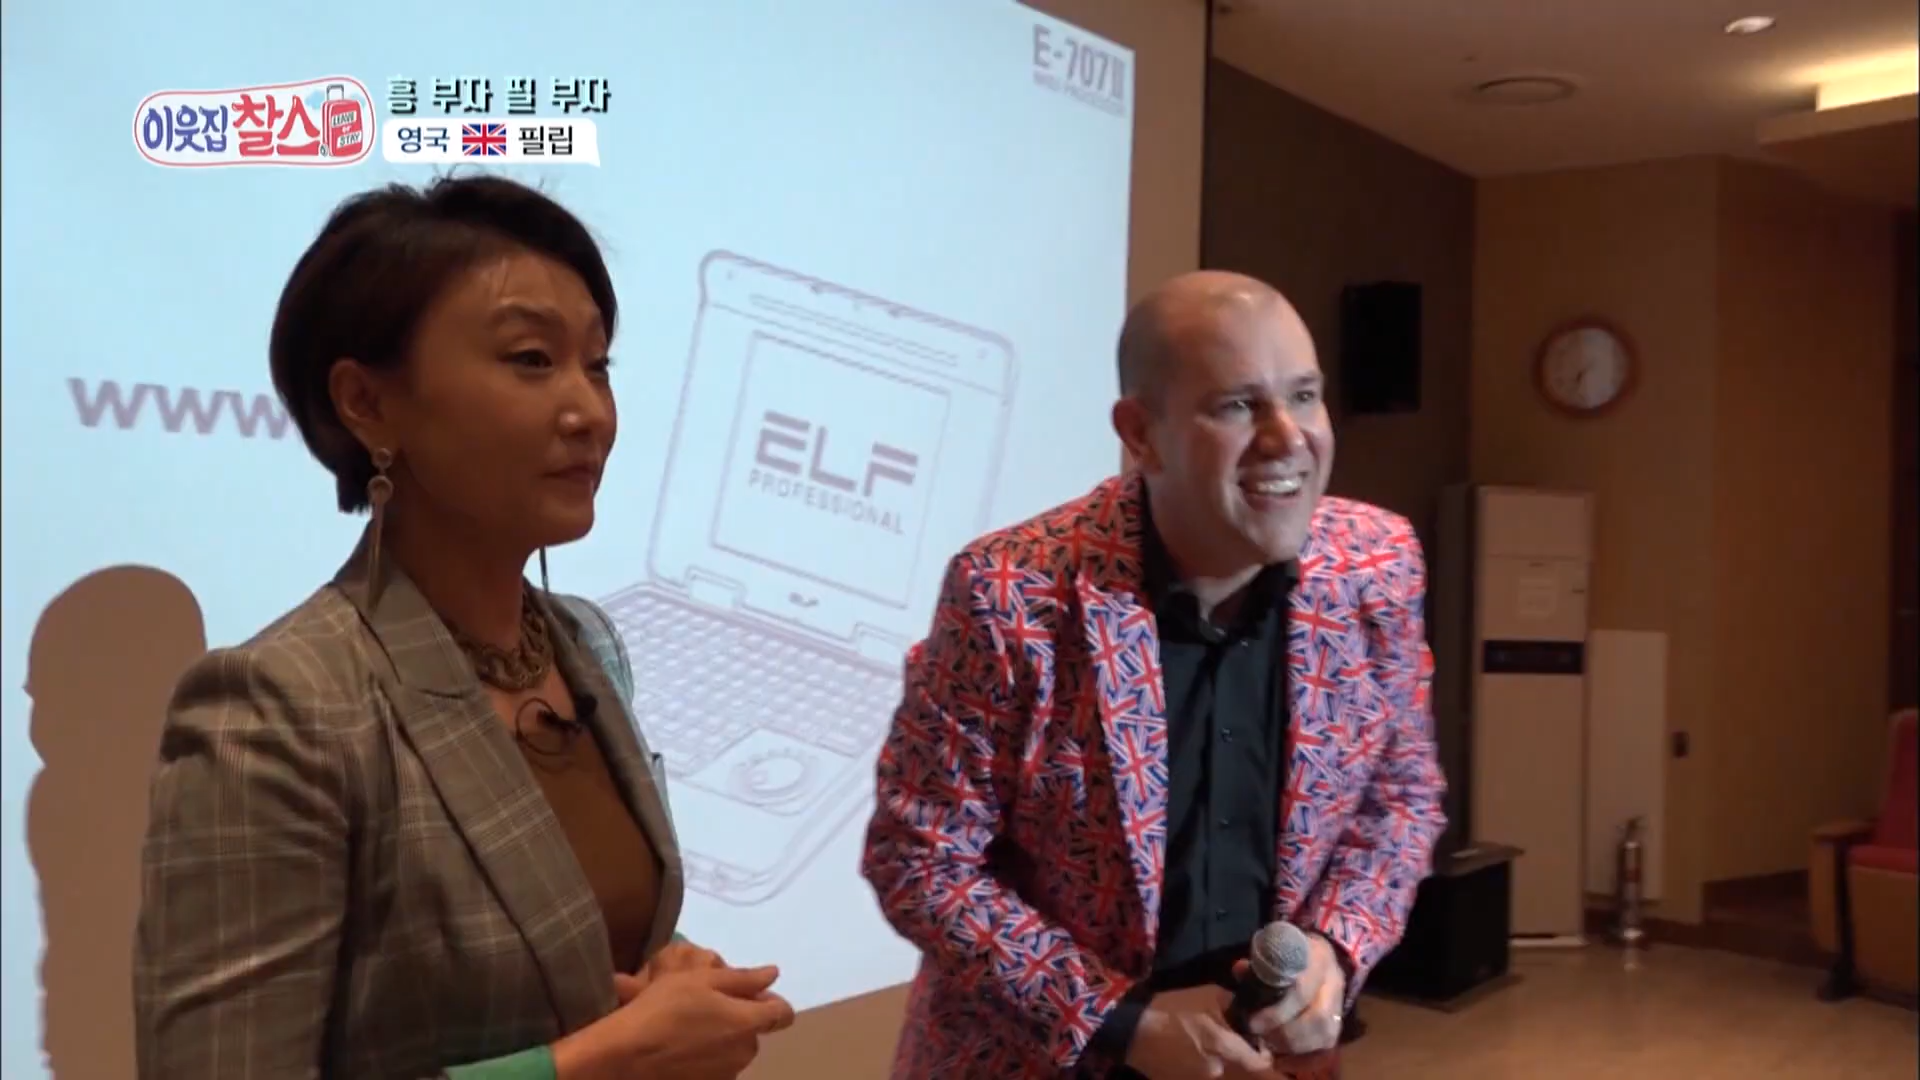 이웃집 찰스
LEAVE
or
STAY
흥 부자 필 부자
영국 필립
E-707II
www.
ELF
PROFESSIONAL